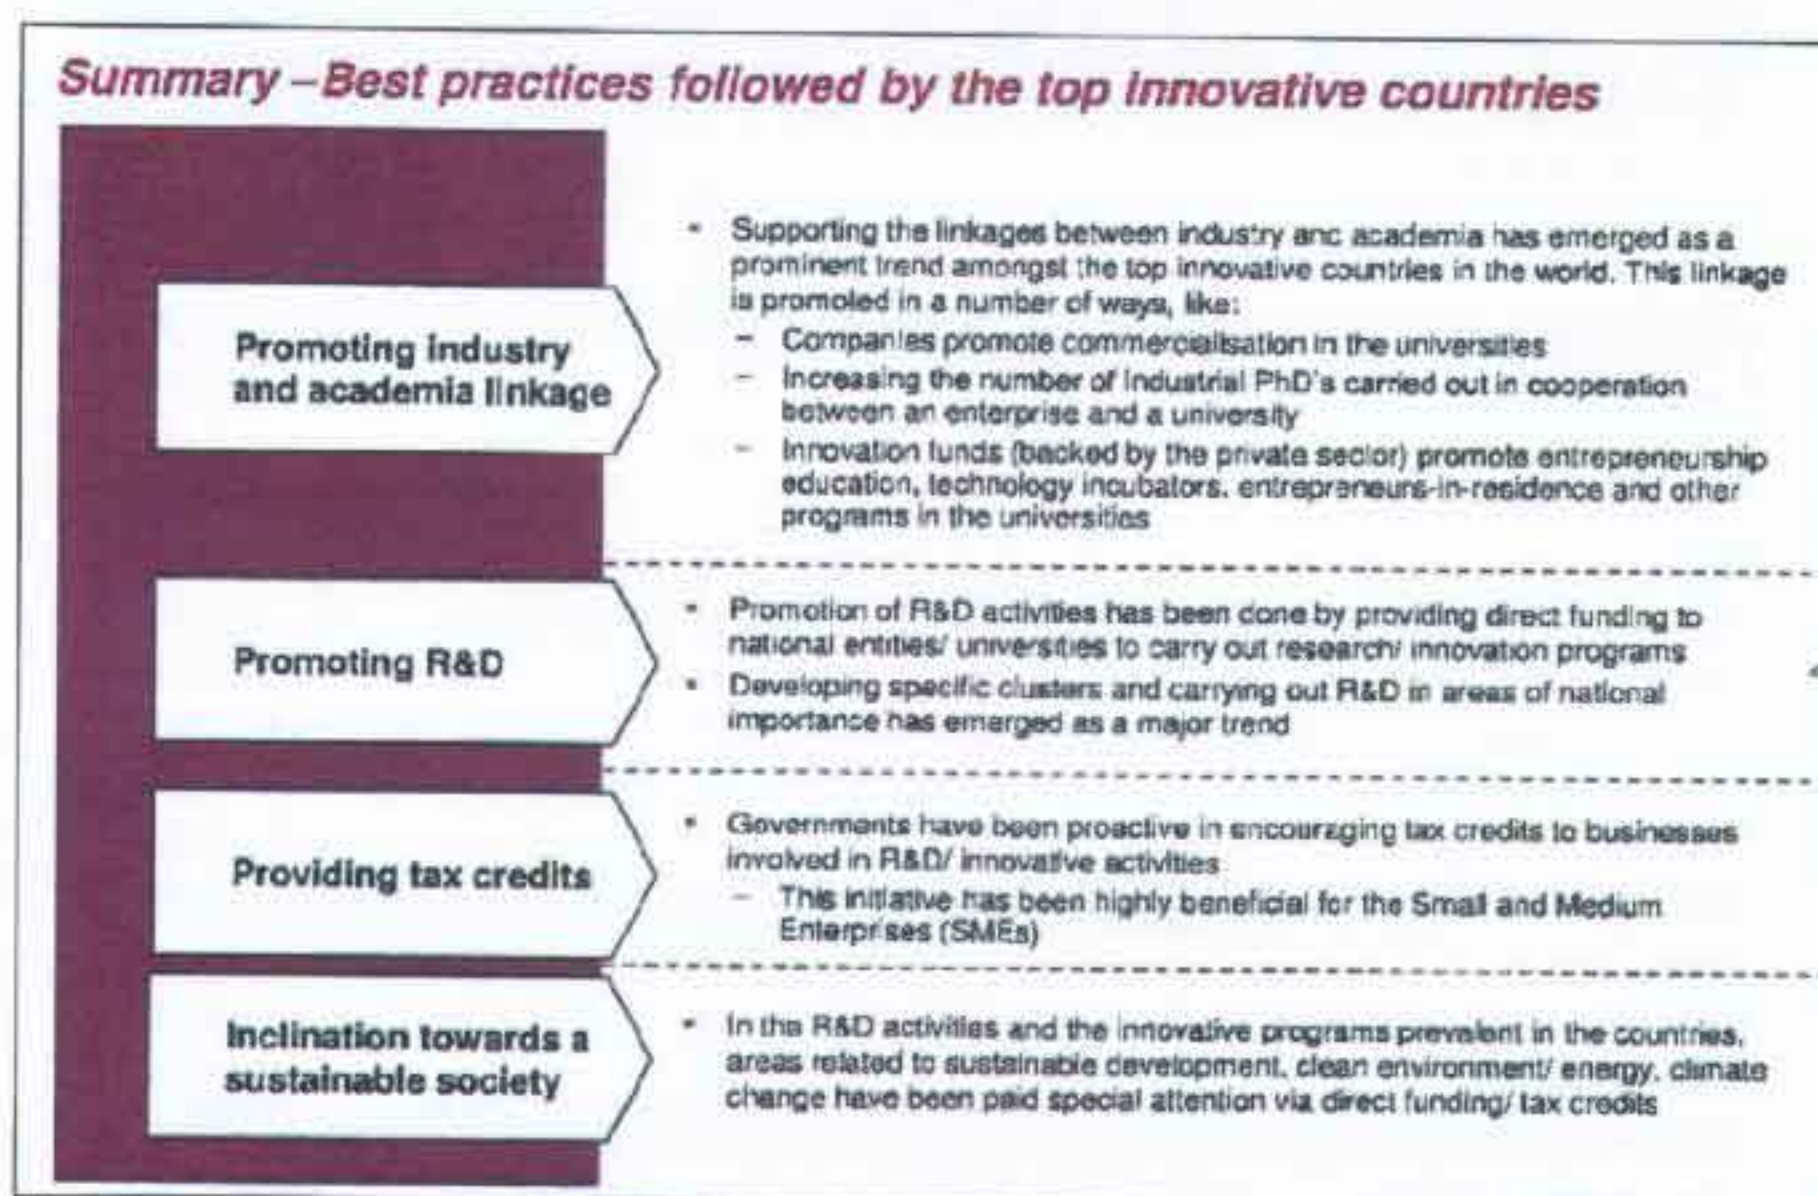 Summary –Best practices followed by the top innovative countries
Promoting industry
and academia linkage
- Supporting the linkages between industry and academia has emerged as a
prominent trend amongst the top innovative countries in the world. This linkage
is promoted in a number of ways, like:
– Companies promote commercialisation in the universities
– Increasing the number of Industrial PhD's carried out in cooperation
between an enterprise and a university
– Innovation funds (backed by the private sector) promote entrepreneurship
education, technology incubators, entrepreneurs-in-residence and other
programs in the universities
Promoting R&D
- Promotion of R&D activities has been done by providing direct funding to
national entities/ universities to carry out research/ innovation programs
- Developing specific clusters and carrying out R&D in areas of national
importance has emerged as a major trend
Providing tax credits
- Governments have been proactive in encouraging tax credits to businesses
involved in R&D/ innovative activities
– This initiative has been highly beneficial for the Small and Medium
Enterprises (SMEs)
Inclination towards a
sustainable society
- In the R&D activities and the innovative programs prevalent in the countries,
areas related to sustainable development, clean environment/ energy, climate
change have been paid special attention via direct funding/ tax credits